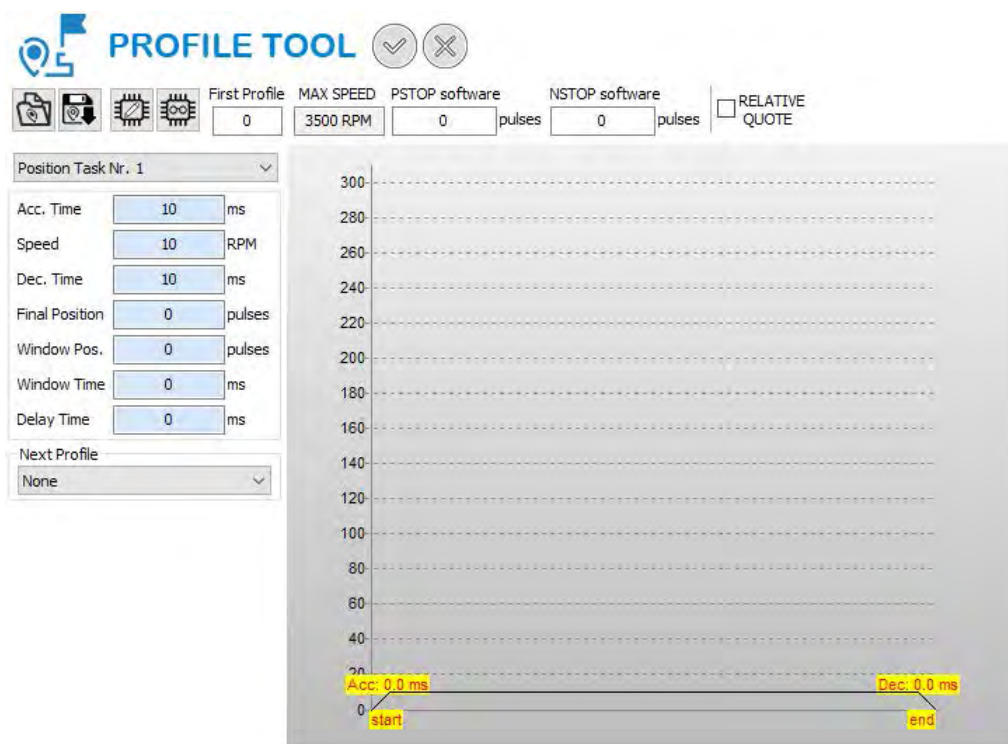 PROFILE TOOL
First Profile MAX SPEED PSTOP software NSTOP software
0 3500 RPM 0 pulses 0 pulses
RELATIVE
QUOTE
Position Task Nr. 1
Acc. Time 10 ms
Speed 10 RPM
Dec. Time 10 ms
Final Position 0 pulses
Window Pos. 0 pulses
Window Time 0 ms
Delay Time 0 ms
Next Profile
None
300
280
260
240
220
200
180
160
140
120
100
80
60
40
20
Acc: 0.0 ms Dec: 0.0 ms
0
start end